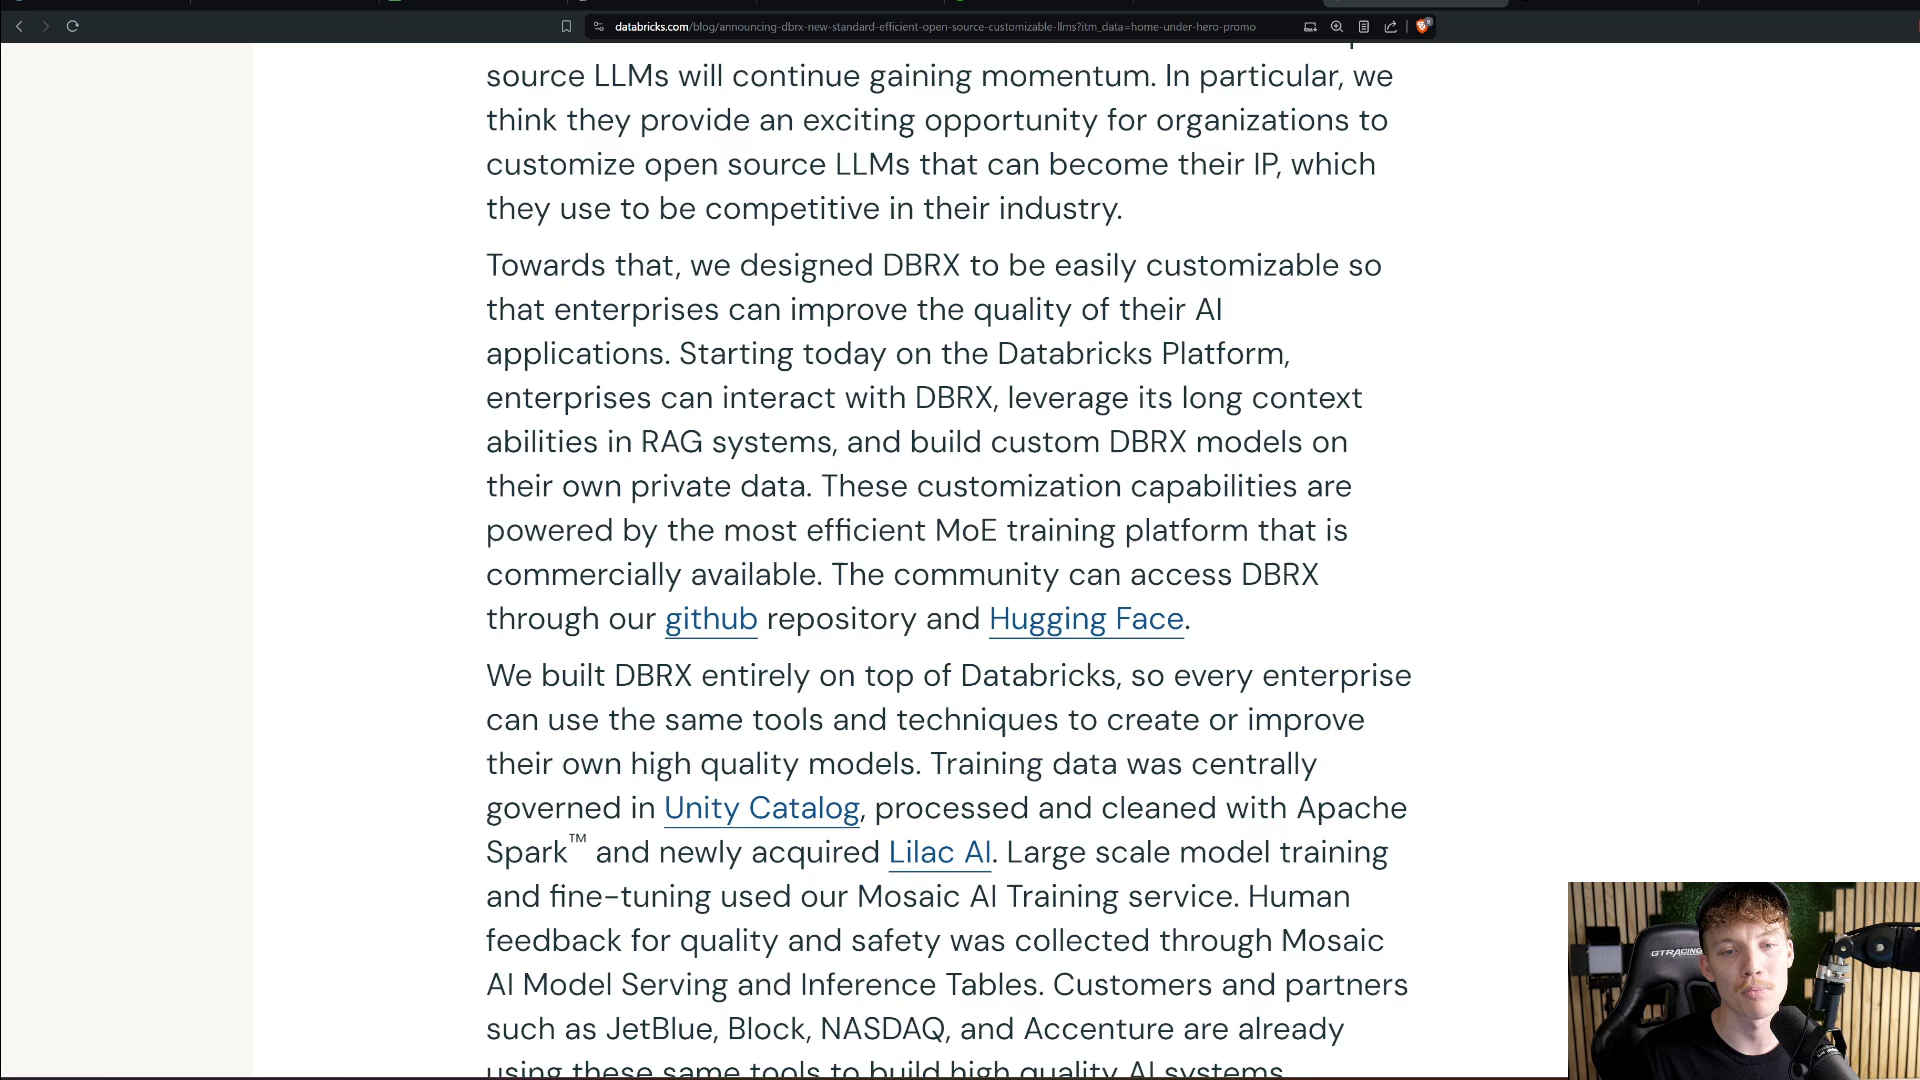 databricks.com/blog/announcing-dbrx-new-standard-efficient-open-source-customizable-llms?itm_data=home-under-hero-promo
source LLMs will continue gaining momentum. In particular, we
think they provide an exciting opportunity for organizations to
customize open source LLMs that can become their IP, which
they use to be competitive in their industry.
Towards that, we designed DBRX to be easily customizable so
that enterprises can improve the quality of their AI
applications. Starting today on the Databricks Platform,
enterprises can interact with DBRX, leverage its long context
abilities in RAG systems, and build custom DBRX models on
their own private data. These customization capabilities are
powered by the most efficient MoE training platform that is
commercially available. The community can access DBRX
through our github repository and Hugging Face.
We built DBRX entirely on top of Databricks, so every enterprise
can use the same tools and techniques to create or improve
their own high quality models. Training data was centrally
governed in Unity Catalog, processed and cleaned with Apache
Spark™ and newly acquired Lilac AI. Large scale model training
and fine-tuning used our Mosaic AI Training service. Human
feedback for quality and safety was collected through Mosaic
AI Model Serving and Inference Tables. Customers and partners
such as JetBlue, Block, NASDAQ, and Accenture are already
using these same tools to build high quality AI systems.
GTRACING